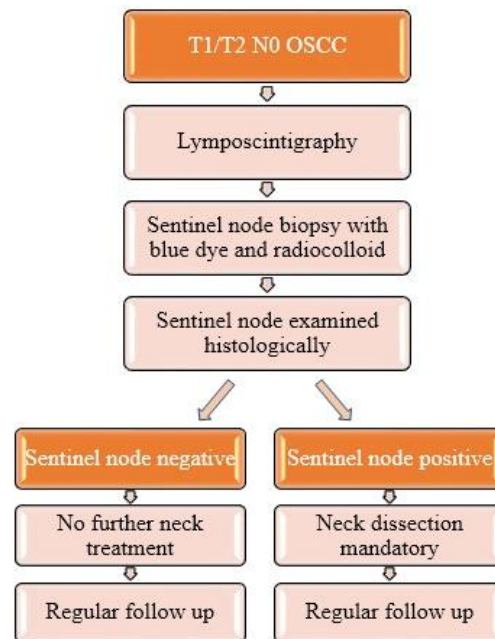 T1/T2 N0 OSCC
Lymposcintigraphy
Sentinel node biopsy with
blue dye and radiocolloid
Sentinel node examined
histologically
Sentinel node negative
No further neck
treatment
Regular follow up
Sentinel node positive
Neck dissection
mandatory
Regular follow up